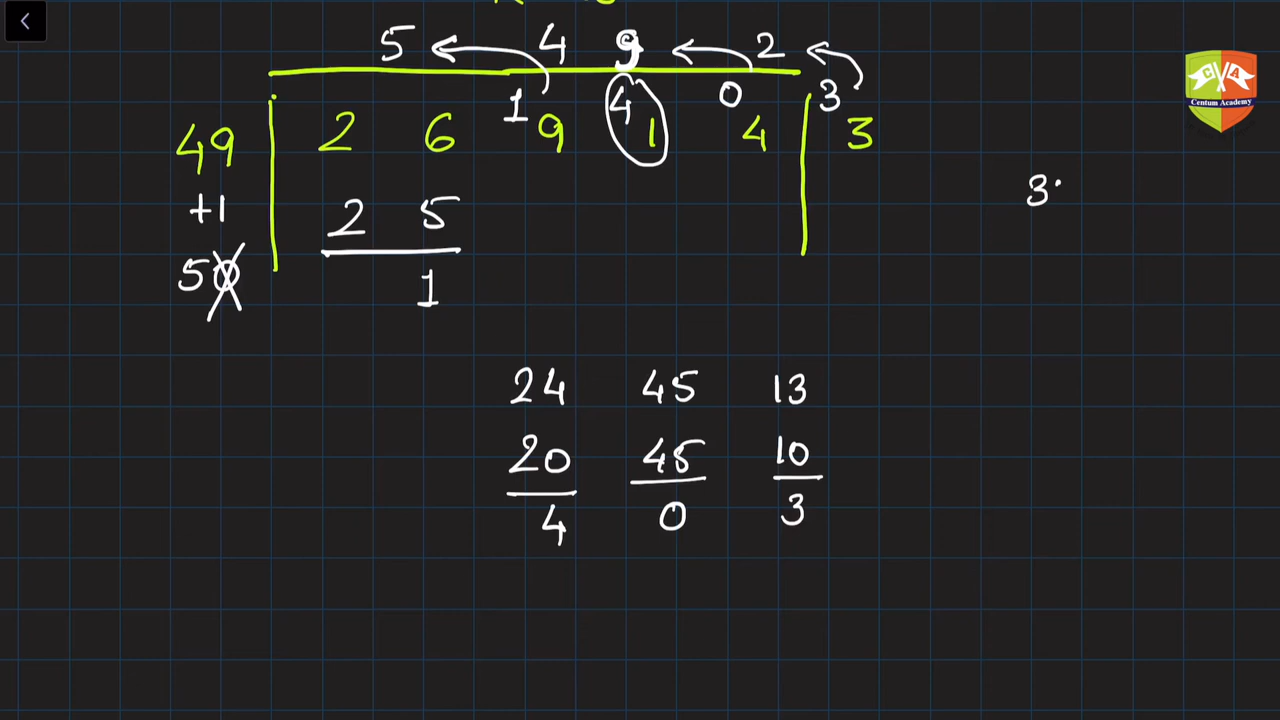 5 4 9 2
1 4 0 3
49 2 6 9 1 4 3
+1 2 5
50 1
3·
24 45 13
20 45 10
4 0 3
C A
Centum Academy